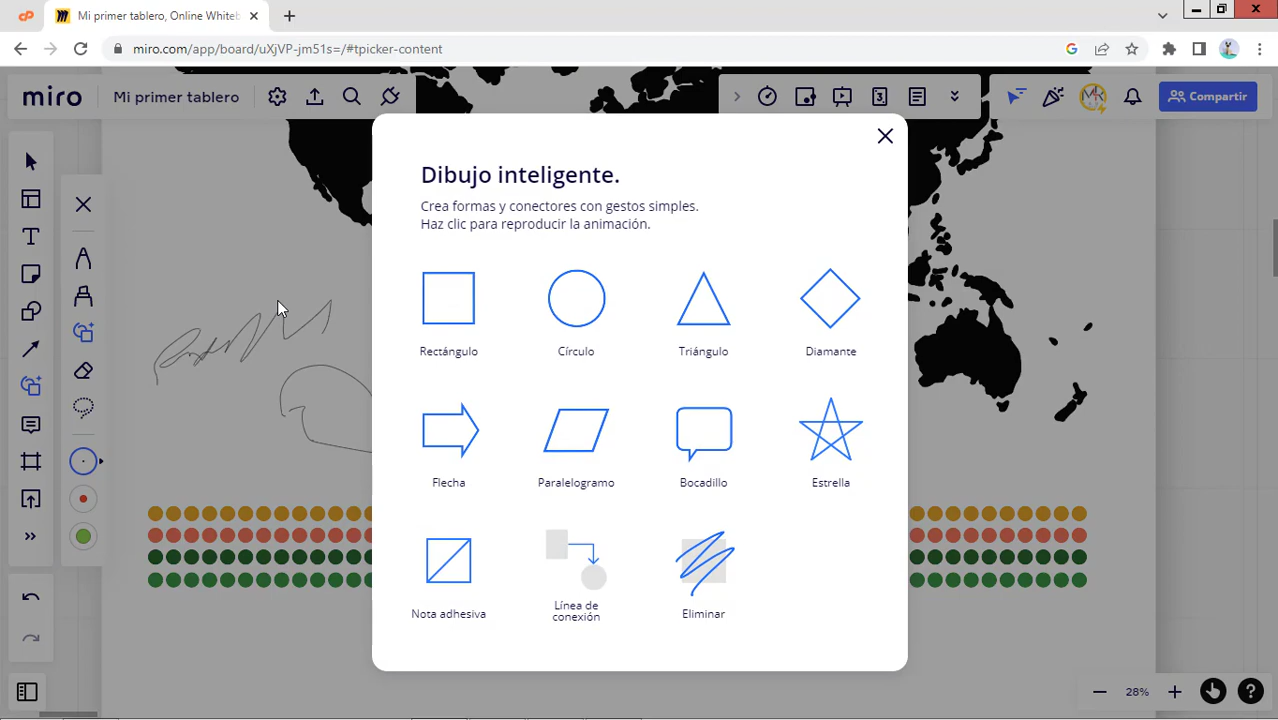 Mi primer tablero, Online Whiteb
miro.com/app/board/uXjVP-jm51s=/#tpicker-content
miro
Mi primer tablero
3
MR
Compartir
Dibujo inteligente.
Crea formas y conectores con gestos simples.
Haz clic para reproducir la animación.
Rectángulo
Círculo
Triángulo
Diamante
Flecha
Paralelogramo
Bocadillo
Estrella
Nota adhesiva
Línea de
conexión
Eliminar
28%